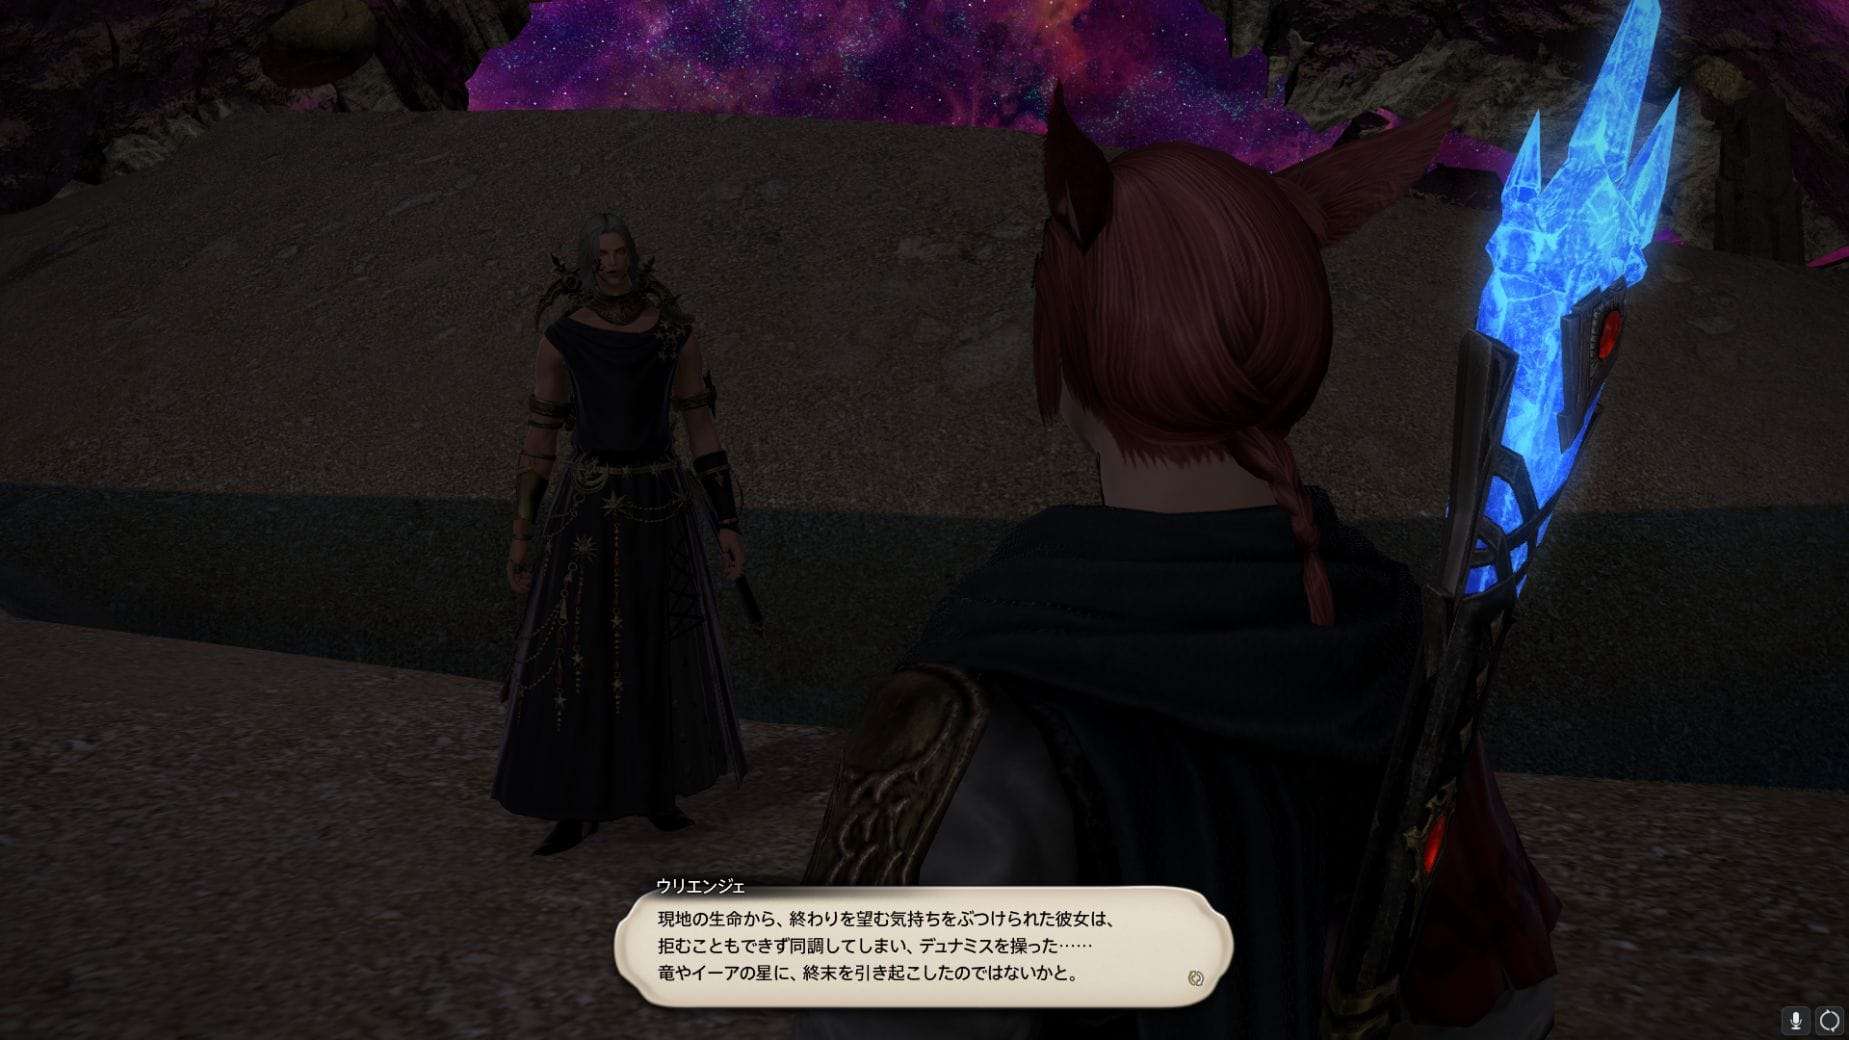 ウリエンジェ
現地の生命から、終わりを望む気持ちをぶつけられた彼女は、
拒むこともできず同調してしまい、デュナミスを操った……
竜やイーアの星に、終末を引き起こしたのではないかと。